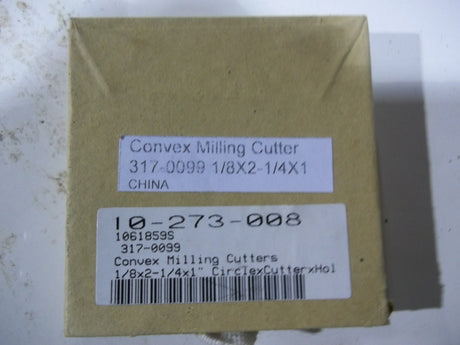 Convex Milling Cutter
317-0099 1/8X2-1/4X1
CHINA
10-273-008
1061859S
317-0099
Convex Milling Cutters
1/8x2-1/4x1" CirclexCutterxHol